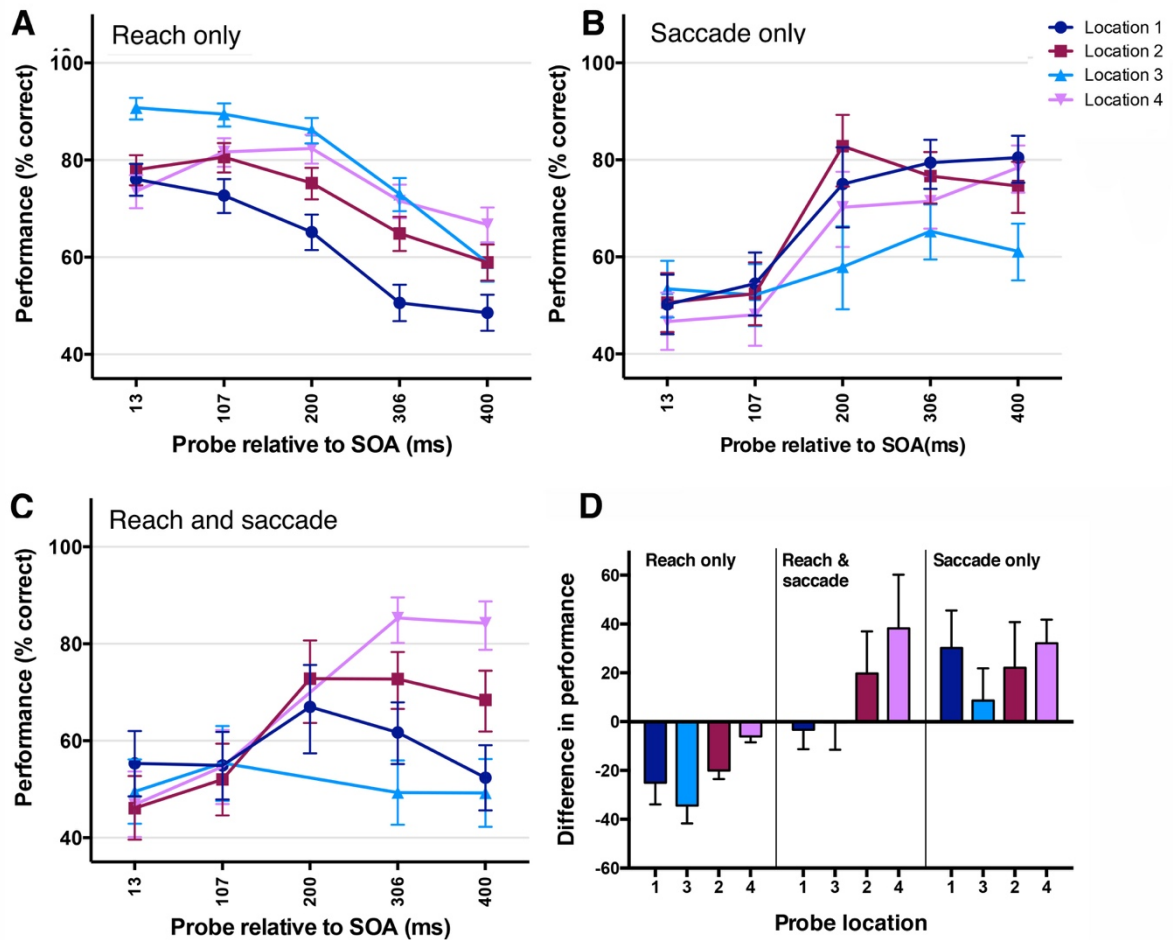 A
Reach only
100
80
60
40
Performance (% correct)
13
107
200
306
400
Probe relative to SOA (ms)
B
Saccade only
100
80
60
40
Performance (% correct)
13
107
200
306
400
Probe relative to SOA(ms)
Location 1
Location 2
Location 3
Location 4
C
Reach and saccade
100
80
60
40
Performance (% correct)
13
107
200
306
400
Probe relative to SOA (ms)
D
Reach only
Reach &
saccade
Saccade only
60
40
20
0
-20
-40
-60
Difference in performance
1 3 2 4 1 3 2 4 1 3 2 4
Probe location